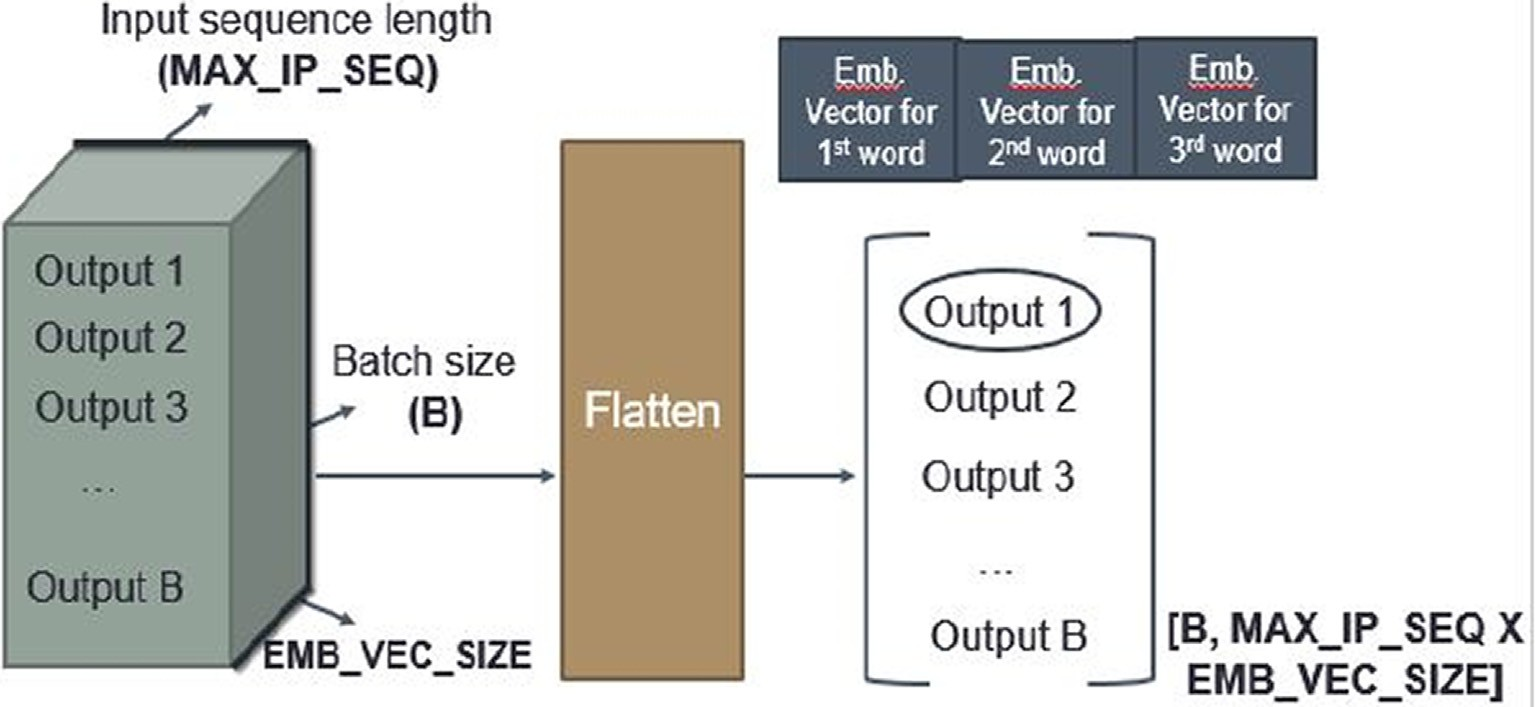 Input sequence length
(MAX_IP_SEQ)
Output 1
Output 2
Output 3
...
Output B
Batch size
(B)
EMB_VEC_SIZE
Flatten
Emb.
Vector for
1st word
Emb.
Vector for
2nd word
Emb.
Vector for
3rd word
Output 1
Output 2
Output 3
...
Output B
[B, MAX_IP_SEQ X
EMB_VEC_SIZE]